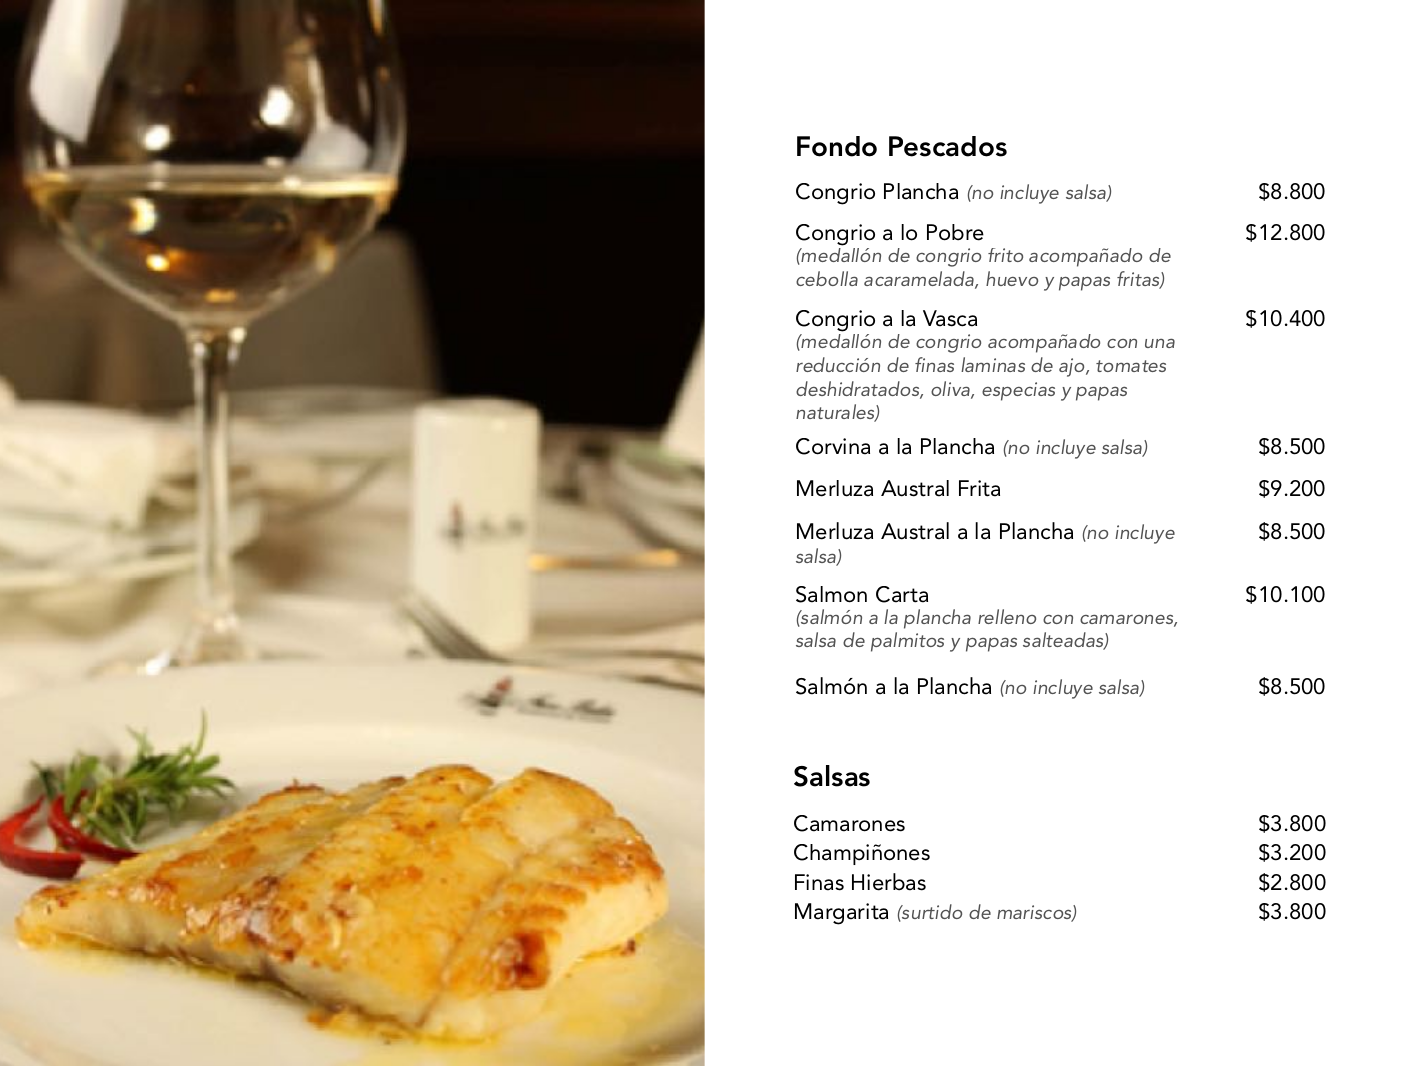 Fondo Pescados
Congrio Plancha (no incluye salsa) $8.800
Congrio a lo Pobre $12.800
(medallón de congrio frito acompañado de
cebolla acaramelada, huevo y papas fritas)
Congrio a la Vasca $10.400
(medallón de congrio acompañado con una
reducción de finas laminas de ajo, tomates
deshidratados, oliva, especias y papas
naturales)
Corvina a la Plancha (no incluye salsa) $8.500
Merluza Austral Frita $9.200
Merluza Austral a la Plancha (no incluye $8.500
salsa)
Salmon Carta $10.100
(salmón a la plancha relleno con camarones,
salsa de palmitos y papas salteadas)
Salmón a la Plancha (no incluye salsa) $8.500
Salsas
Camarones $3.800
Champiñones $3.200
Finas Hierbas $2.800
Margarita (surtido de mariscos) $3.800